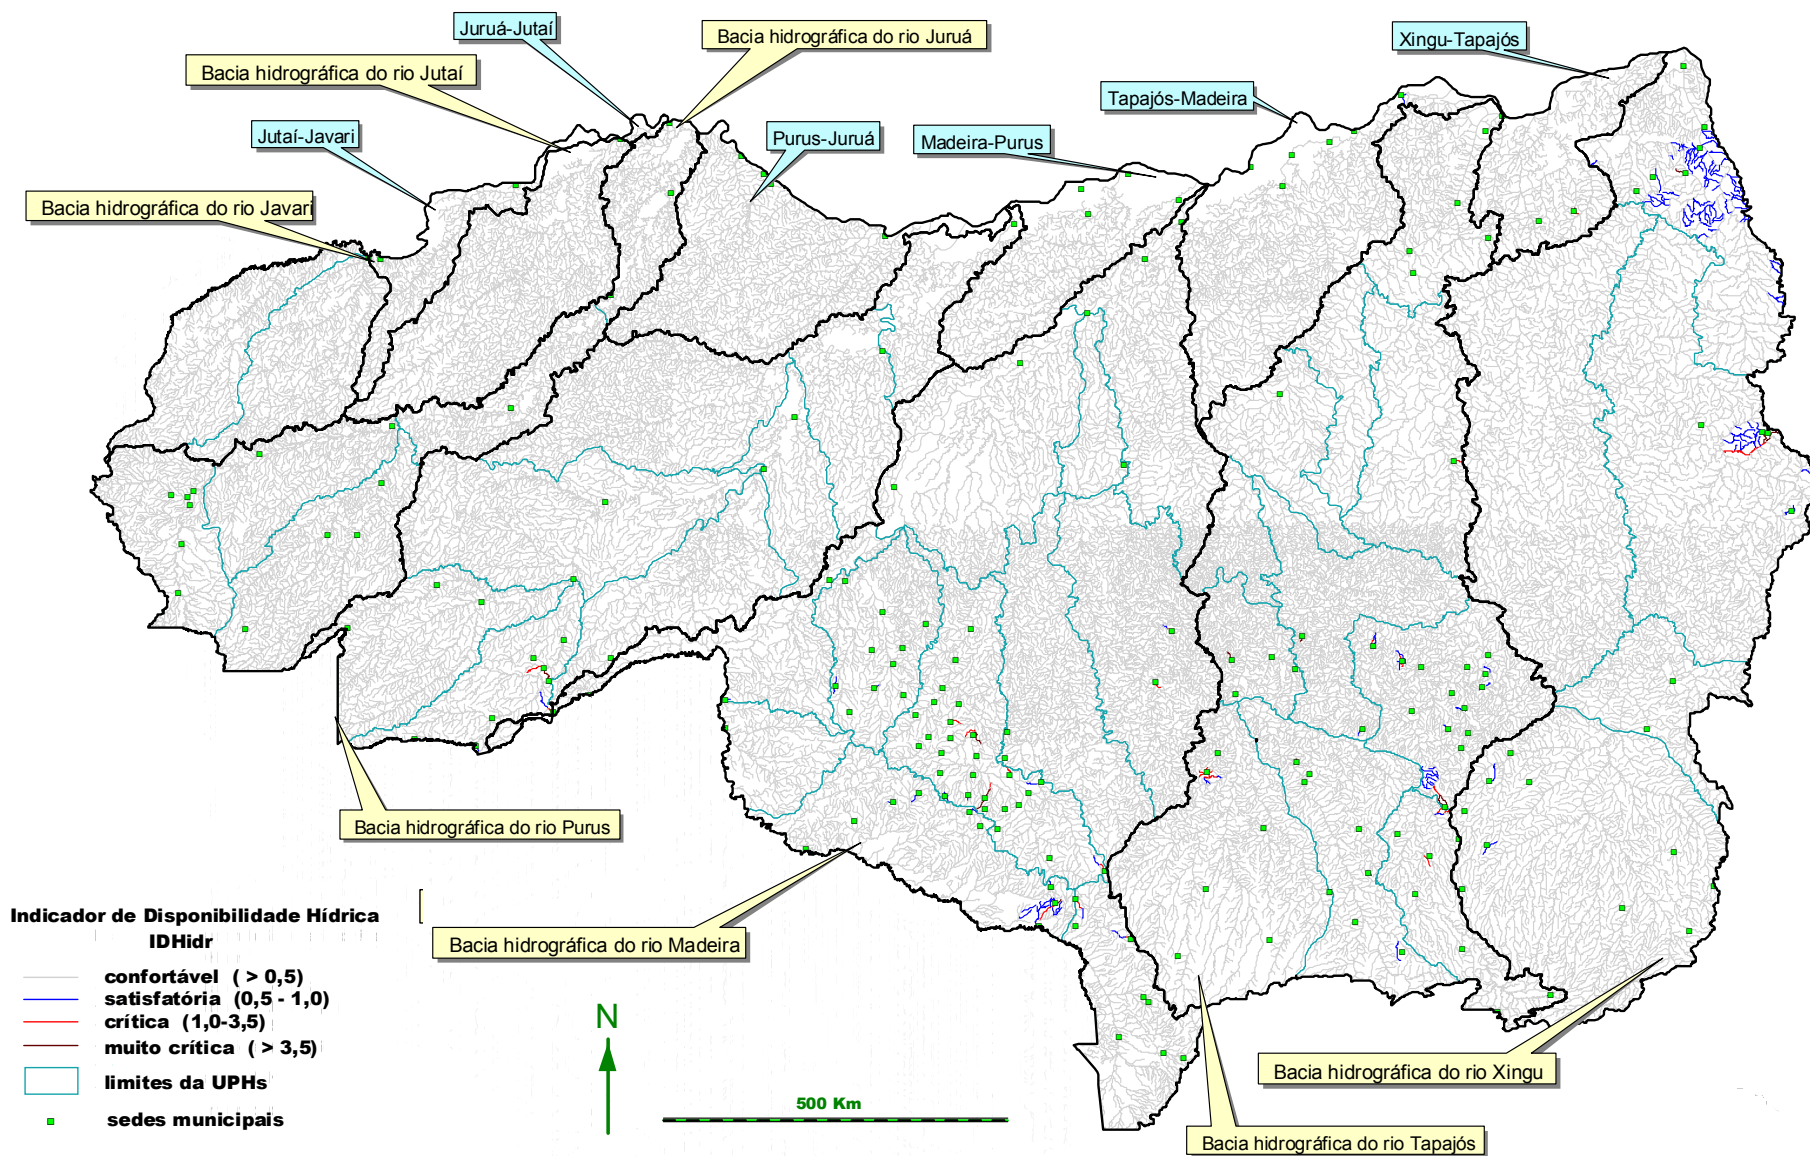 Juruá-Jutaí
Bacia hidrográfica do rio Juruá
Xingu-Tapajós
Bacia hidrográfica do rio Jutaí
Tapajós-Madeira
Jutaí-Javari
Purus-Juruá
Madeira-Purus
Bacia hidrográfica do rio Javari
Bacia hidrográfica do rio Purus
Indicador de Disponibilidade Hídrica
IDHidr
Bacia hidrográfica do rio Madeira
confortável ( > 0,5)
satisfatória (0,5 - 1,0)
crítica (1,0-3,5)
muito crítica ( > 3,5)
limites da UPHs
sedes municipais
N
500 Km
Bacia hidrográfica do rio Xingu
Bacia hidrográfica do rio Tapajós